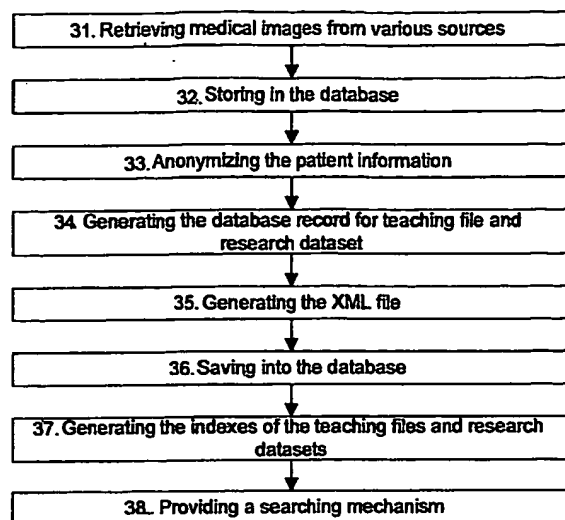 31. Retrieving medical images from various sources
32. Storing in the database
33. Anonymizing the patient information
34. Generating the database record for teaching file and
research dataset
35. Generating the XML file
36. Saving into the database
37. Generating the indexes of the teaching files and research
datasets
38.. Providing a searching mechanism